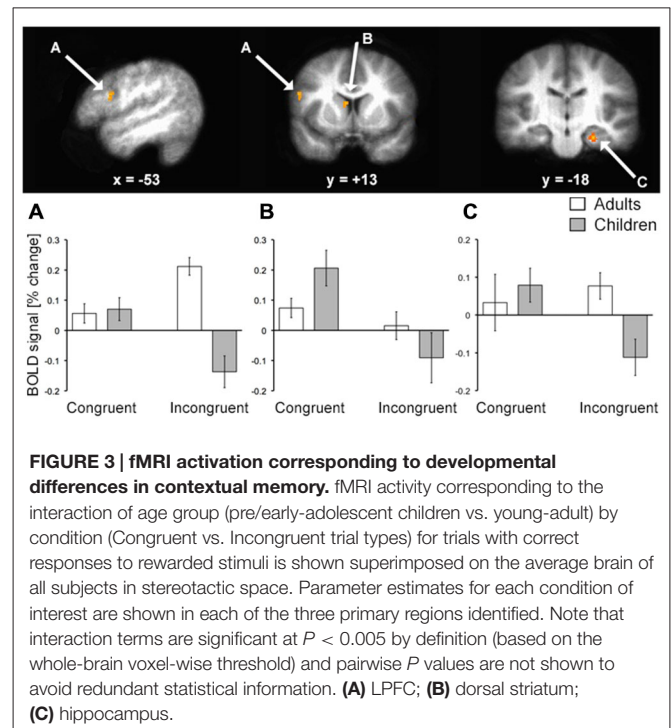 A
A
B
C
x = -53
y = +13
y = -18
A
B
C
Adults
Children
BOLD signal [% change]
0.3
0.2
0.1
0
-0.1
-0.2
Congruent
Incongruent
0.3
0.2
0.1
0
-0.1
-0.2
Congruent
Incongruent
0.2
0.1
0
-0.1
-0.2
Congruent
Incongruent
FIGURE 3 | fMRI activation corresponding to developmental
differences in contextual memory. fMRI activity corresponding to the
interaction of age group (pre/early-adolescent children vs. young-adult) by
condition (Congruent vs. Incongruent trial types) for trials with correct
responses to rewarded stimuli is shown superimposed on the average brain of
all subjects in stereotactic space. Parameter estimates for each condition of
interest are shown in each of the three primary regions identified. Note that
interaction terms are significant at P < 0.005 by definition (based on the
whole-brain voxel-wise threshold) and pairwise P values are not shown to
avoid redundant statistical information. (A) LPFC; (B) dorsal striatum;
(C) hippocampus.